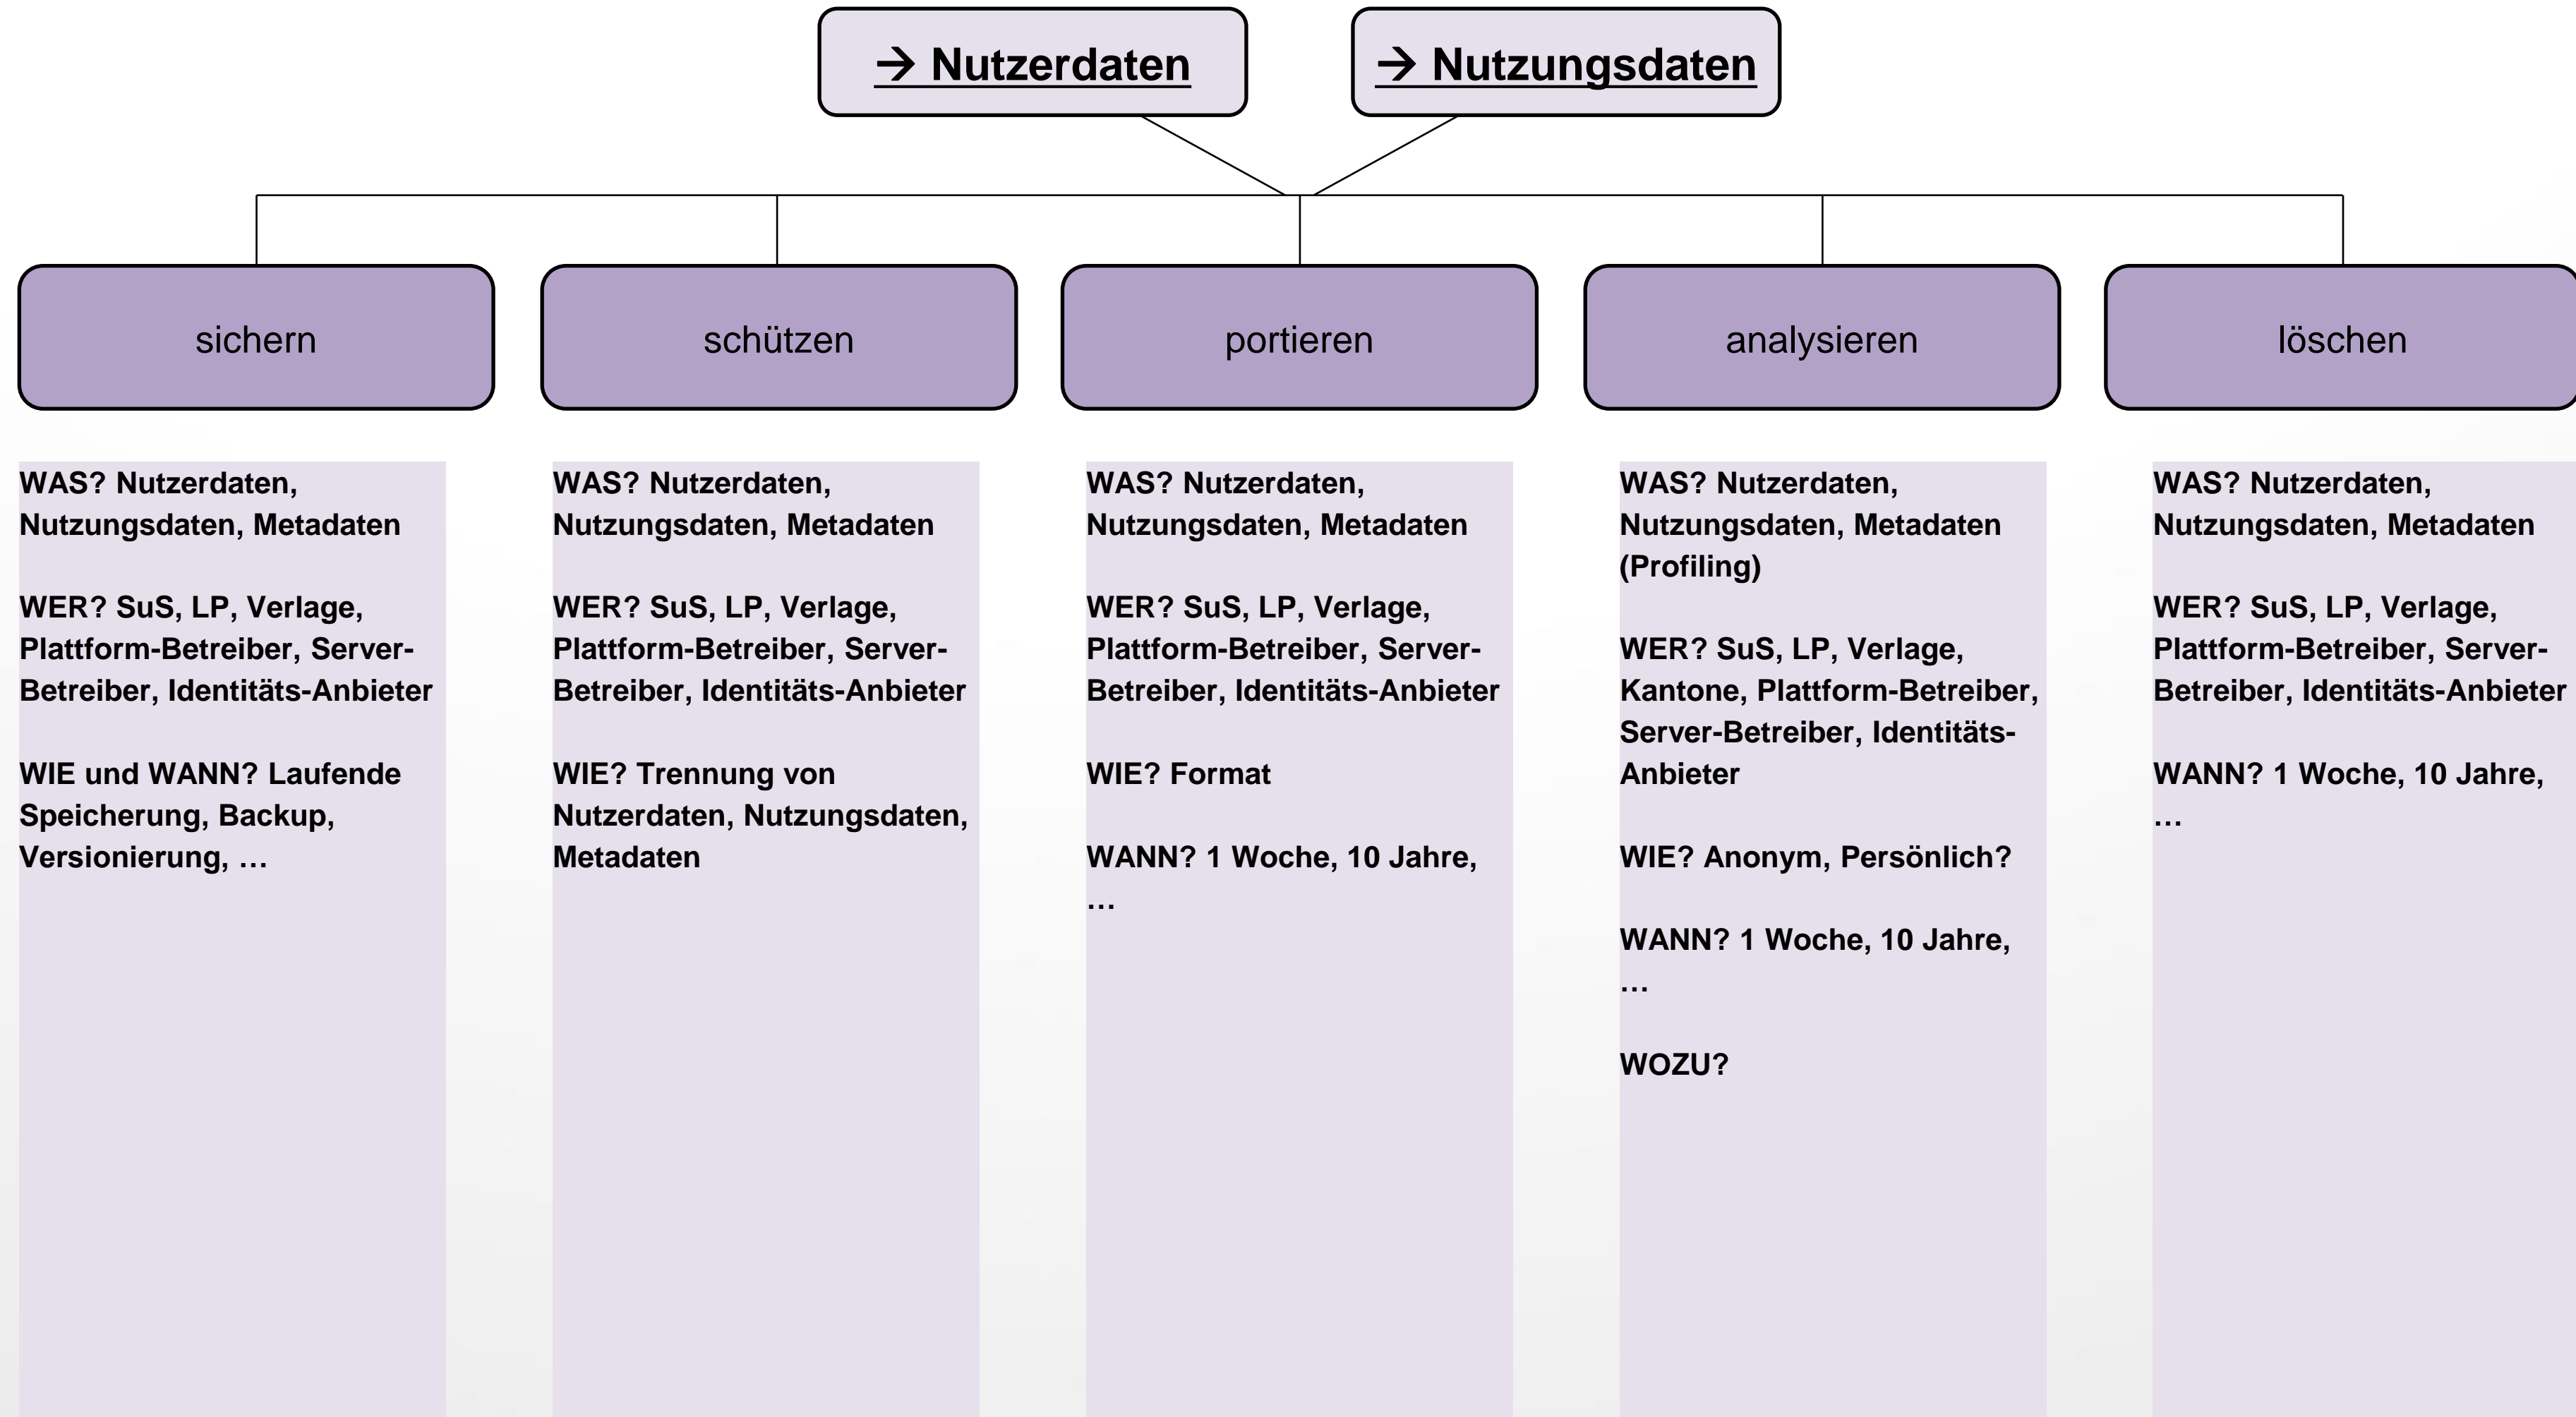 → Nutzerdaten
→ Nutzungsdaten
sichern
schützen
portieren
analysieren
löschen
WAS? Nutzerdaten,
Nutzungsdaten, Metadaten
WER? SuS, LP, Verlage,
Plattform-Betreiber, Server-
Betreiber, Identitäts-Anbieter
WIE und WANN? Laufende
Speicherung, Backup,
Versionierung, …
WAS? Nutzerdaten,
Nutzungsdaten, Metadaten
WER? SuS, LP, Verlage,
Plattform-Betreiber, Server-
Betreiber, Identitäts-Anbieter
WIE? Trennung von
Nutzerdaten, Nutzungsdaten,
Metadaten
WAS? Nutzerdaten,
Nutzungsdaten, Metadaten
WER? SuS, LP, Verlage,
Plattform-Betreiber, Server-
Betreiber, Identitäts-Anbieter
WIE? Format
WANN? 1 Woche, 10 Jahre,
…
WAS? Nutzerdaten,
Nutzungsdaten, Metadaten
(Profiling)
WER? SuS, LP, Verlage,
Kantone, Plattform-Betreiber,
Server-Betreiber, Identitäts-
Anbieter
WIE? Anonym, Persönlich?
WANN? 1 Woche, 10 Jahre,
…
WOZU?
WAS? Nutzerdaten,
Nutzungsdaten, Metadaten
WER? SuS, LP, Verlage,
Plattform-Betreiber, Server-
Betreiber, Identitäts-Anbieter
WANN? 1 Woche, 10 Jahre,
…